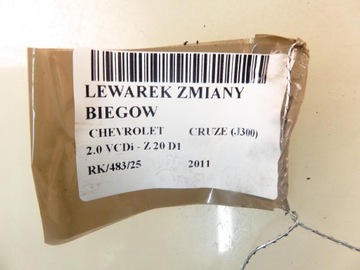 LEWAREK ZMIANY
BIEGOW
CHEVROLET CRUZE (J300)
2.0 VCDi - Z 20 D1
RK/483/25 2011